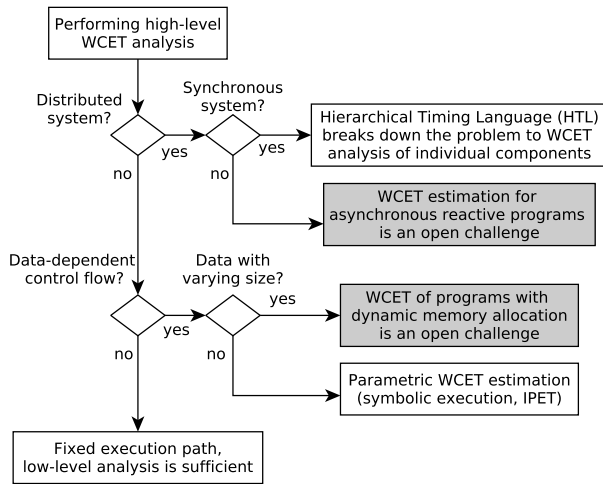 Performing high-level
WCET analysis
Distributed
system?
Synchronous
system?
yes
yes
no
no
Hierarchical Timing Language (HTL)
breaks down the problem to WCET
analysis of individual components
WCET estimation for
asynchronous reactive programs
is an open challenge
Data-dependent
control flow?
Data with
varying size?
yes
yes
no
no
WCET of programs with
dynamic memory allocation
is an open challenge
Parametric WCET estimation
(symbolic execution, IPET)
Fixed execution path,
low-level analysis is sufficient